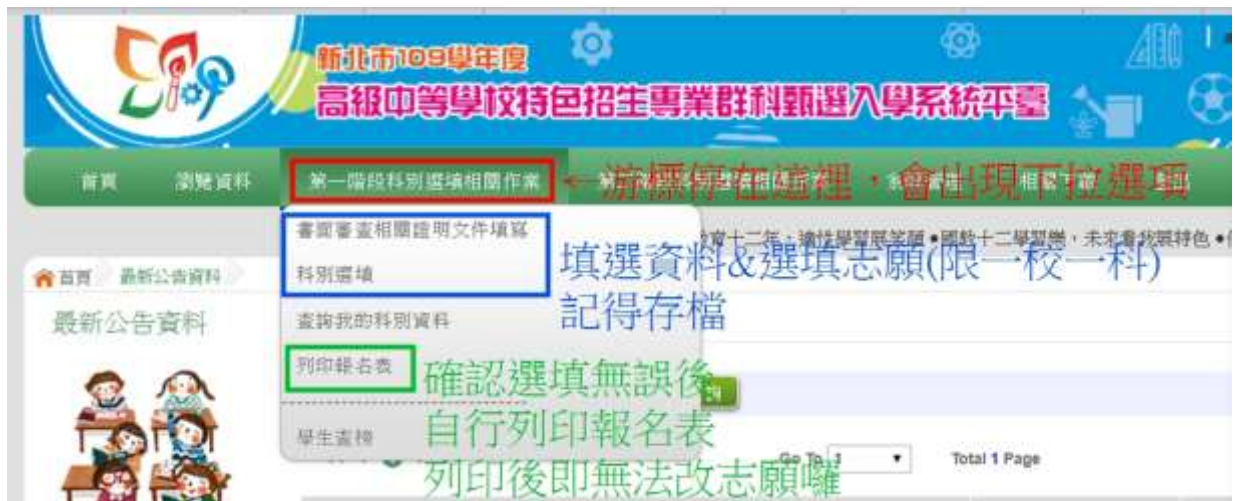 新北市109學年度
高級中等學校特色招生專業群科甄選入學系統平臺
首頁 瀏覽資料 第一階段科別選填相關作業
←游標停在這裡,會出現下拉選項
書面審查相關證明文件填寫
科別選填
查詢我的科別資料
列印報名表
學生查榜
填選資料&選填志願(限一校一科)
記得存檔
確認選填無誤後
自行列印報名表
列印後即無法改志願囉
首頁 最新公告資料
最新公告資料
Go To 1 Total 1 Page